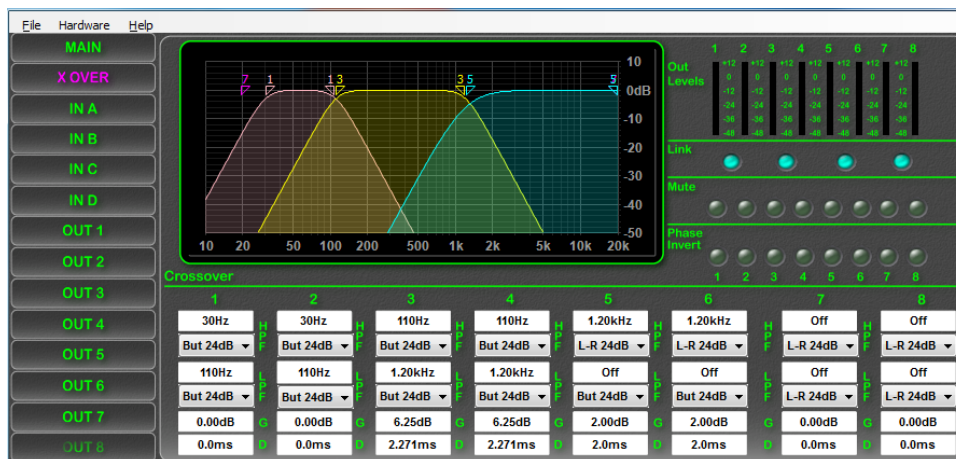 File Hardware Help
MAIN
X OVER
IN A
IN B
IN C
IN D
OUT 1
OUT 2
OUT 3
OUT 4
OUT 5
OUT 6
OUT 7
OUT 8
7 1 1 3 3 5 5
10
0dB
-10
-20
-30
-40
-50
10 20 50 100 200 500 1k 2k 5k 10k 20k
1 2 3 4 5 6 7 8
Out Levels
+12 +12 +12 +12 +12 +12 +12
0 0 0 0 0 0 0
-12 -12 -12 -12 -12 -12 -12
-24 -24 -24 -24 -24 -24 -24
-36 -36 -36 -36 -36 -36 -36
-48 -48 -48 -48 -48 -48 -48
Link
Mute
Phase Invert
1 2 3 4 5 6 7 8
Crossover
1 2 3 4 5 6 7 8
30Hz HPF 30Hz HPF 110Hz HPF 110Hz HPF 1.20kHz HPF 1.20kHz HPF Off HPF Off
But 24dB But 24dB But 24dB But 24dB L-R 24dB L-R 24dB L-R 24dB L-R 24dB
110Hz LPF 110Hz LPF 1.20kHz LPF 1.20kHz LPF Off LPF Off LPF Off LPF Off
But 24dB But 24dB But 24dB But 24dB But 24dB But 24dB L-R 24dB L-R 24dB
0.00dB G 0.00dB G 6.25dB G 6.25dB G 2.00dB G 2.00dB G 0.00dB G 0.00dB
0.0ms D 0.0ms D 2.271ms D 2.271ms D 2.0ms D 2.0ms D 0.0ms D 0.0ms